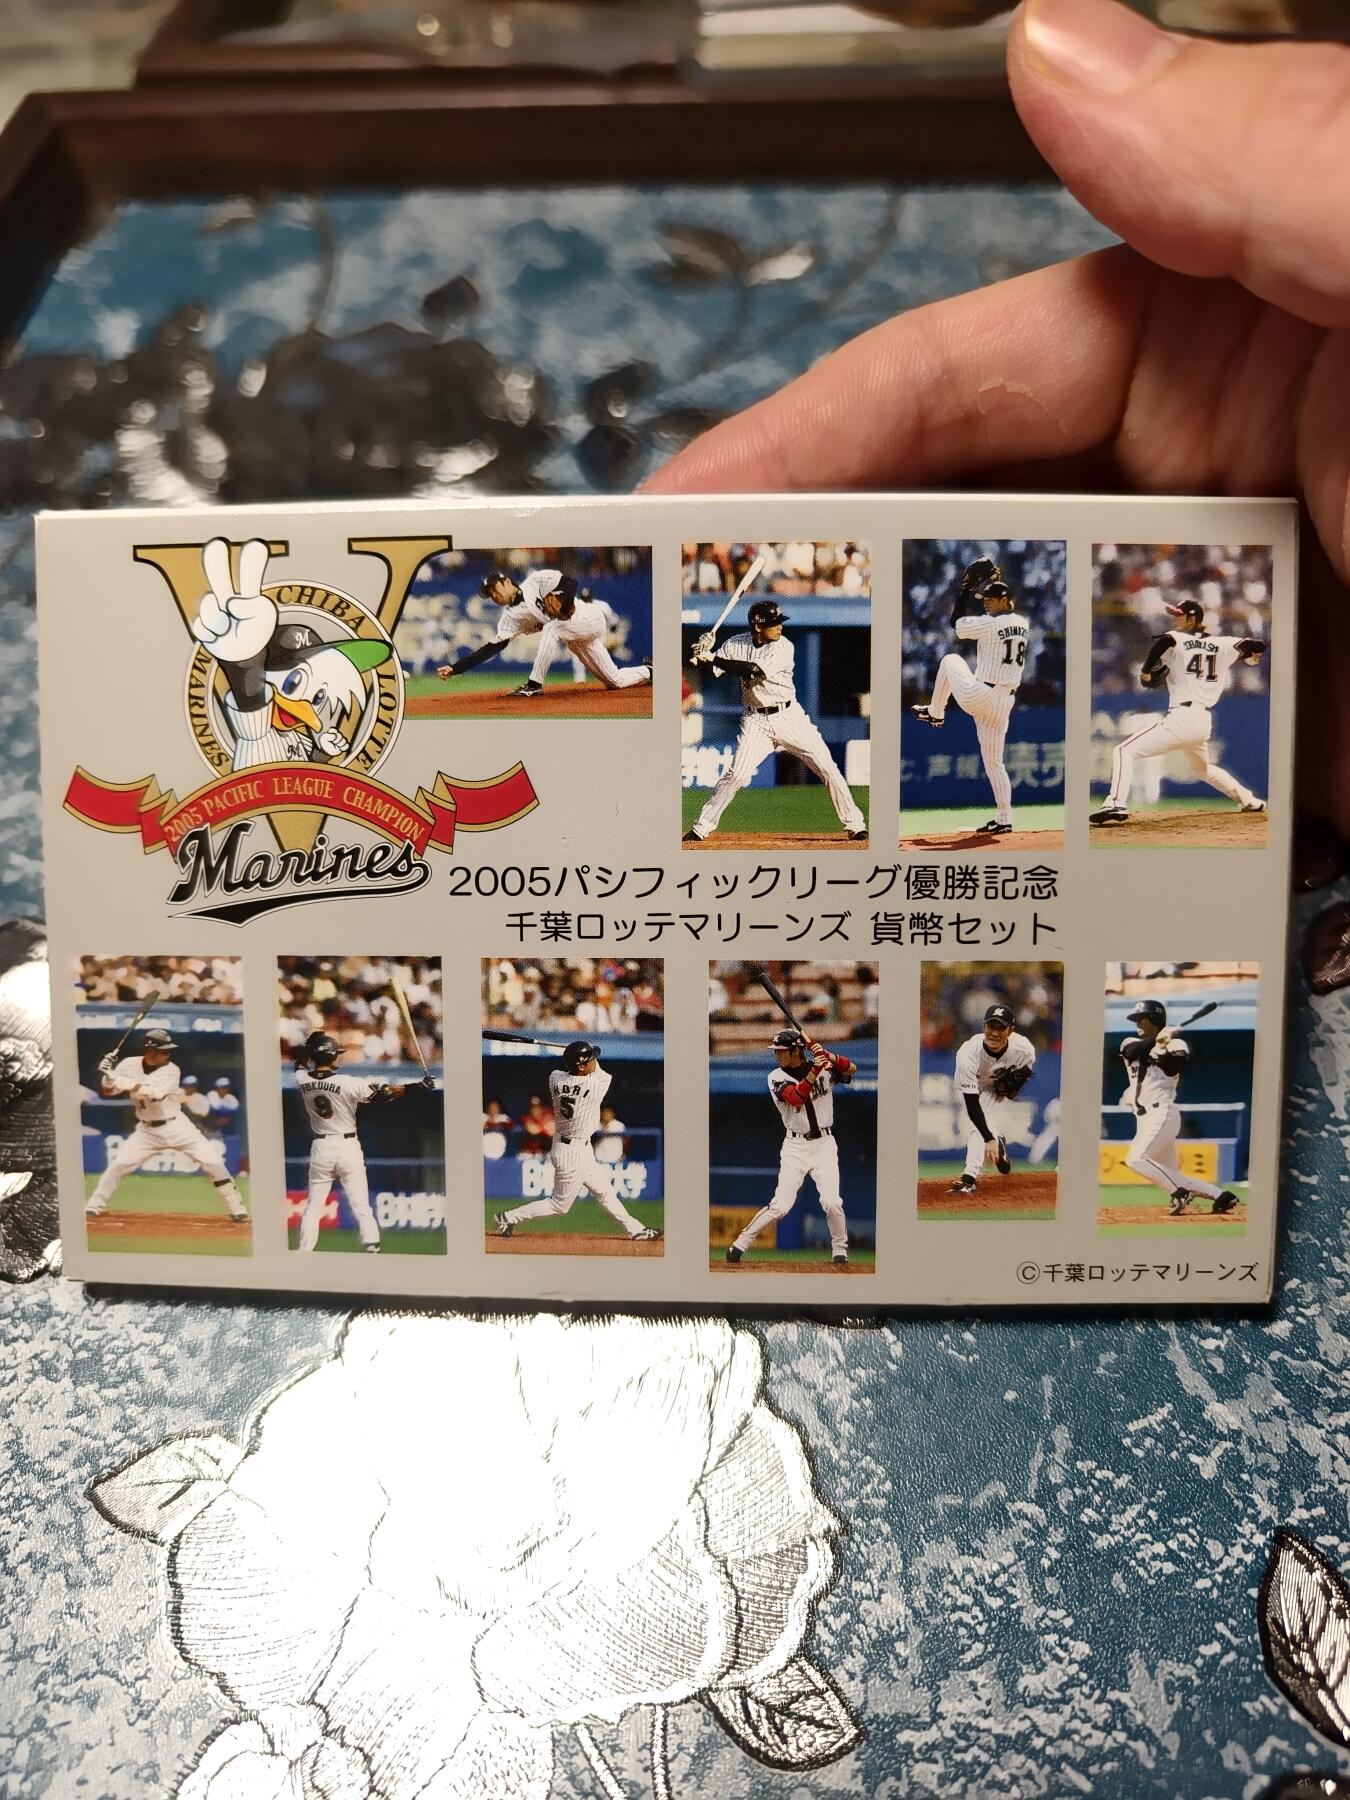 V
CHIBA LOTTE MARINES
M
M
2005 PACIFIC LEAGUE CHAMPION
Marines
SHIMIZU
18
41
2005パシフィックリーグ優勝記念
千葉ロッテマリーンズ 貨幣セット
FUKUURA
9
HORI
5
M
©千葉ロッテマリーンズ